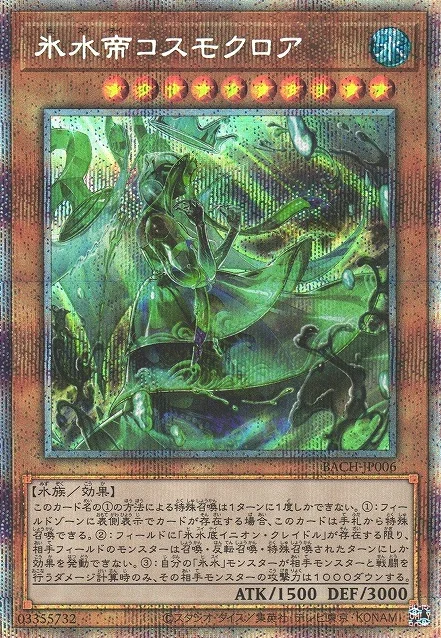 氷水帝コスモクロア
水
BACH-JP006
【水族/効果】
このカード名の①の方法による特殊召喚は1ターンに1度しかできない。①:フィー
ルドゾーンに表側表示でカードが存在する場合、このカードは手札から特殊
召喚できる。②:フィールドに「氷水底イニオン・クレイドル」が存在する限り、
相手フィールドのモンスターは召喚・反転召喚・特殊召喚されたターンにしか
効果を発動できない。③:自分の「氷水」モンスターが相手モンスターと戦闘を
行うダメージ計算時のみ、その相手モンスターの攻撃力は1000ダウンする。
ATK/1500 DEF/3000
03355732 ©スタジオ・ダイス/集英社・テレビ東京・KONAMI